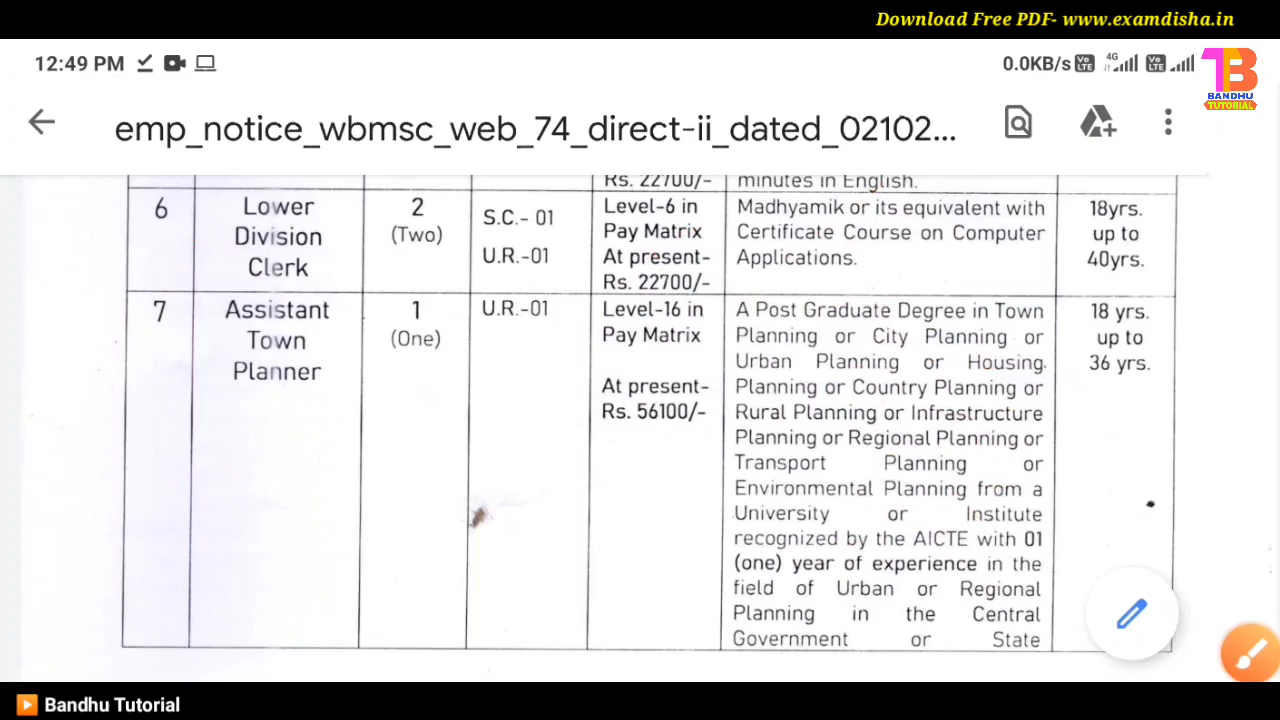 Download Free PDF- www.examdisha.in
12:49 PM
0.0KB/s Vo LTE 4G Vo LTE
BANDHU
TUTORIAL
emp_notice_wbmsc_web_74_direct-ii_dated_02102...
Rs. 22700/-
minutes in English.
6
Lower
Division
Clerk
2
(Two)
S.C.- 01
U.R.-01
Level-6 in
Pay Matrix
At present-
Rs. 22700/-
Madhyamik or its equivalent with
Certificate Course on Computer
Applications.
18yrs.
up to
40yrs.
7
Assistant
Town
Planner
1
(One)
U.R.-01
Level-16 in
Pay Matrix
At present-
Rs. 56100/-
A Post Graduate Degree in Town
Planning or City Planning or
Urban Planning or Housing
Planning or Country Planning or
Rural Planning or Infrastructure
Planning or Regional Planning or
Transport Planning or
Environmental Planning from a
University or Institute
recognized by the AICTE with 01
(one) year of experience in the
field of Urban or Regional
Planning in the Central
Government or State
18 yrs.
up to
36 yrs.
Bandhu Tutorial